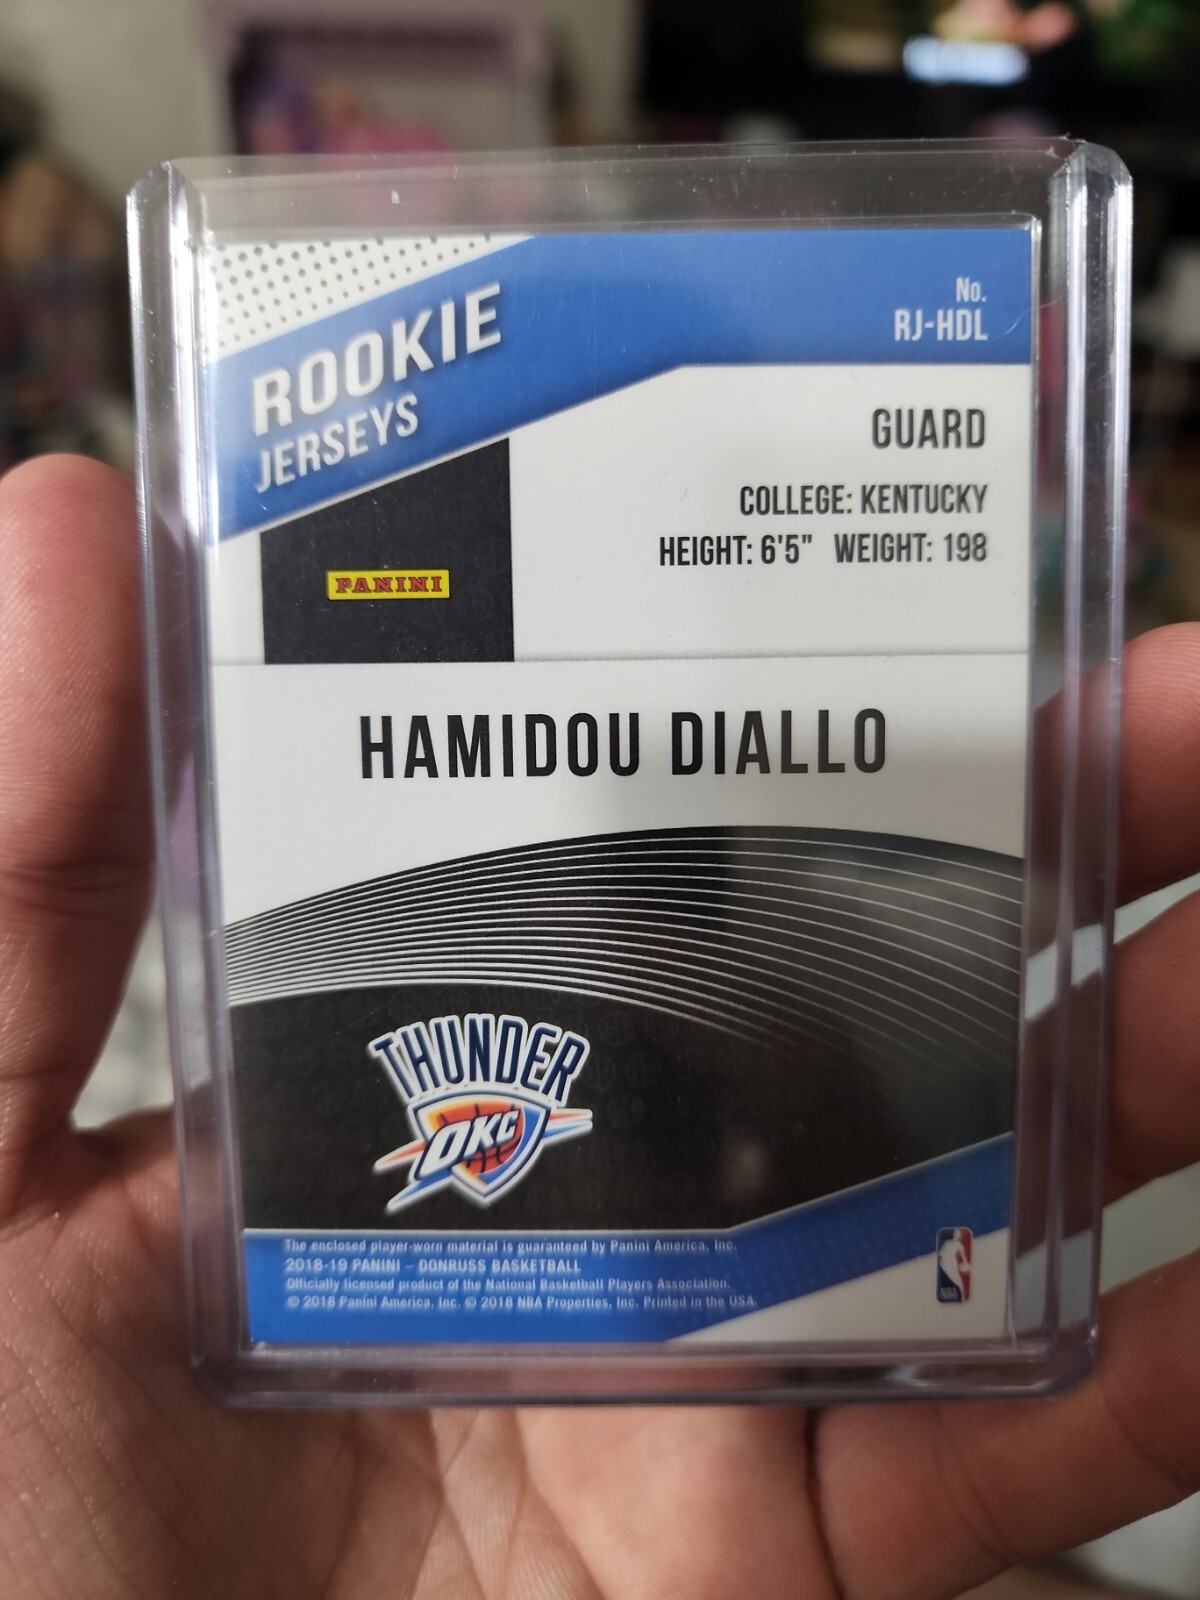 ROOKIE
JERSEYS
No.
RJ-HDL
GUARD
COLLEGE: KENTUCKY
HEIGHT: 6'5" WEIGHT: 198
PANINI
HAMIDOU DIALLO
THUNDER
OKC
The enclosed player-worn material is guaranteed by Panini America, Inc.
2018-19 PANINI – DONRUSS BASKETBALL
Officially licensed product of the National Basketball Players Association.
© 2018 Panini America, Inc. © 2018 NBA Properties, Inc. Printed in the USA.
NBA